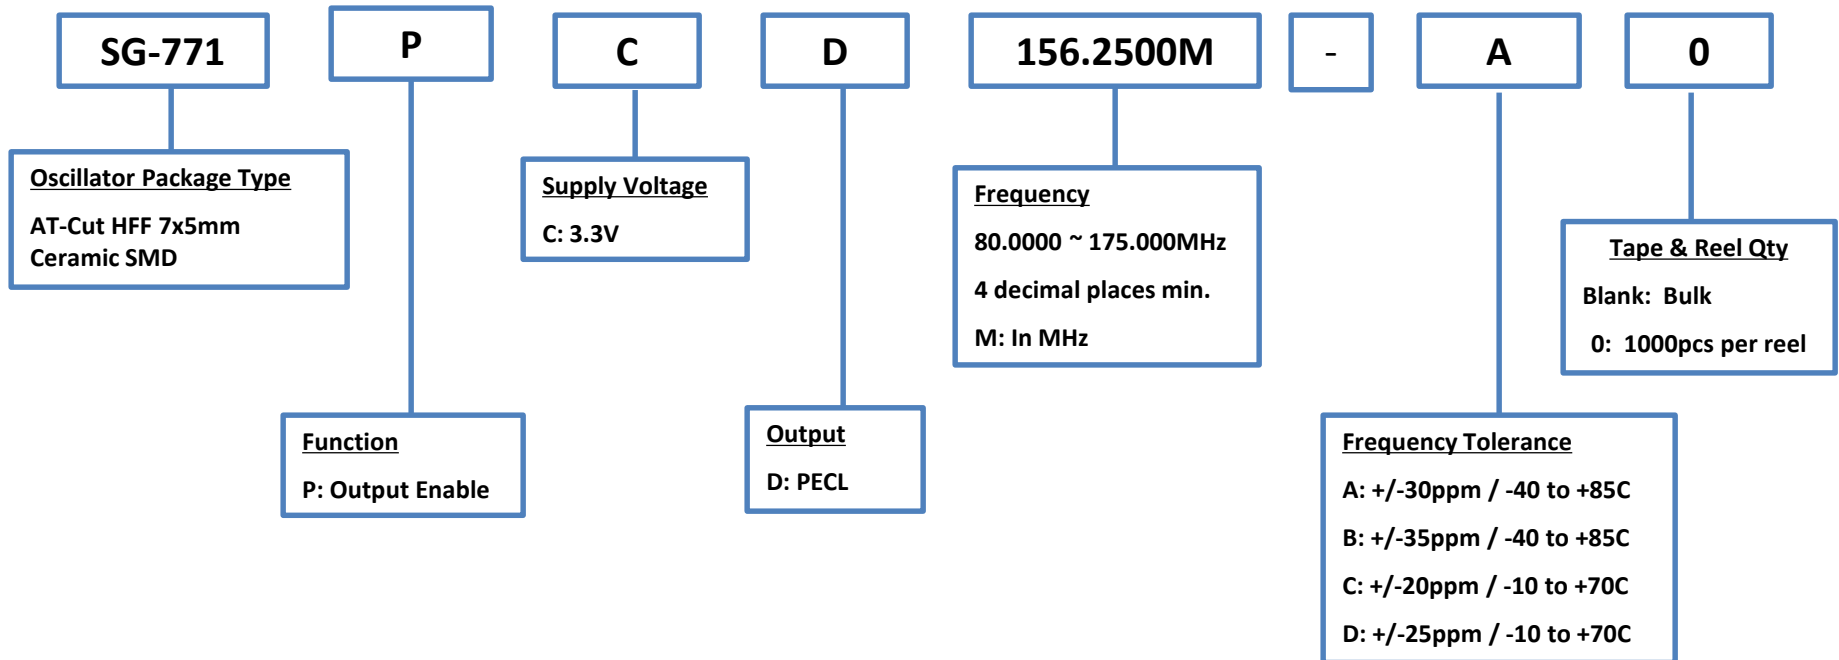 SG-771
P
C
D
156.2500M
-
A
0
Oscillator Package Type
AT-Cut HFF 7x5mm
Ceramic SMD
Supply Voltage
C: 3.3V
Frequency
80.0000 ~ 175.000MHz
4 decimal places min.
M: In MHz
Tape & Reel Qty
Blank: Bulk
0: 1000pcs per reel
Function
P: Output Enable
Output
D: PECL
Frequency Tolerance
A: +/-30ppm / -40 to +85C
B: +/-35ppm / -40 to +85C
C: +/-20ppm / -10 to +70C
D: +/-25ppm / -10 to +70C